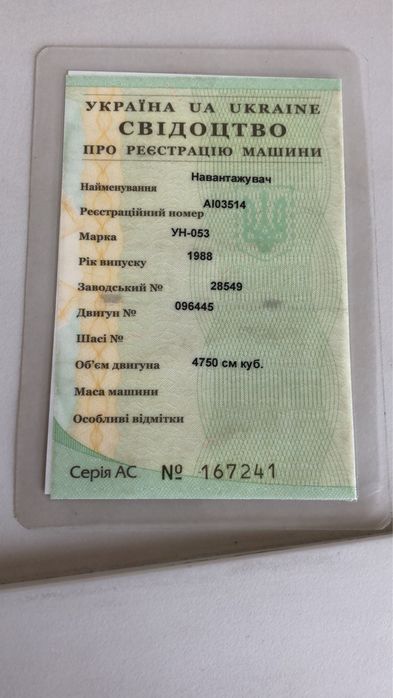 УКРАЇНА UA UKRAINE
СВІДОЦТВО
ПРО РЕЄСТРАЦІЮ МАШИНИ
Найменування Навантажувач
Реєстраційний номер АІ03514
Марка УН-053
Рік випуску 1988
Заводський № 28549
Двигун № 096445
Шасі №
Об'єм двигуна 4750 см куб.
Маса машини
Особливі відмітки
Серія АС № 167241